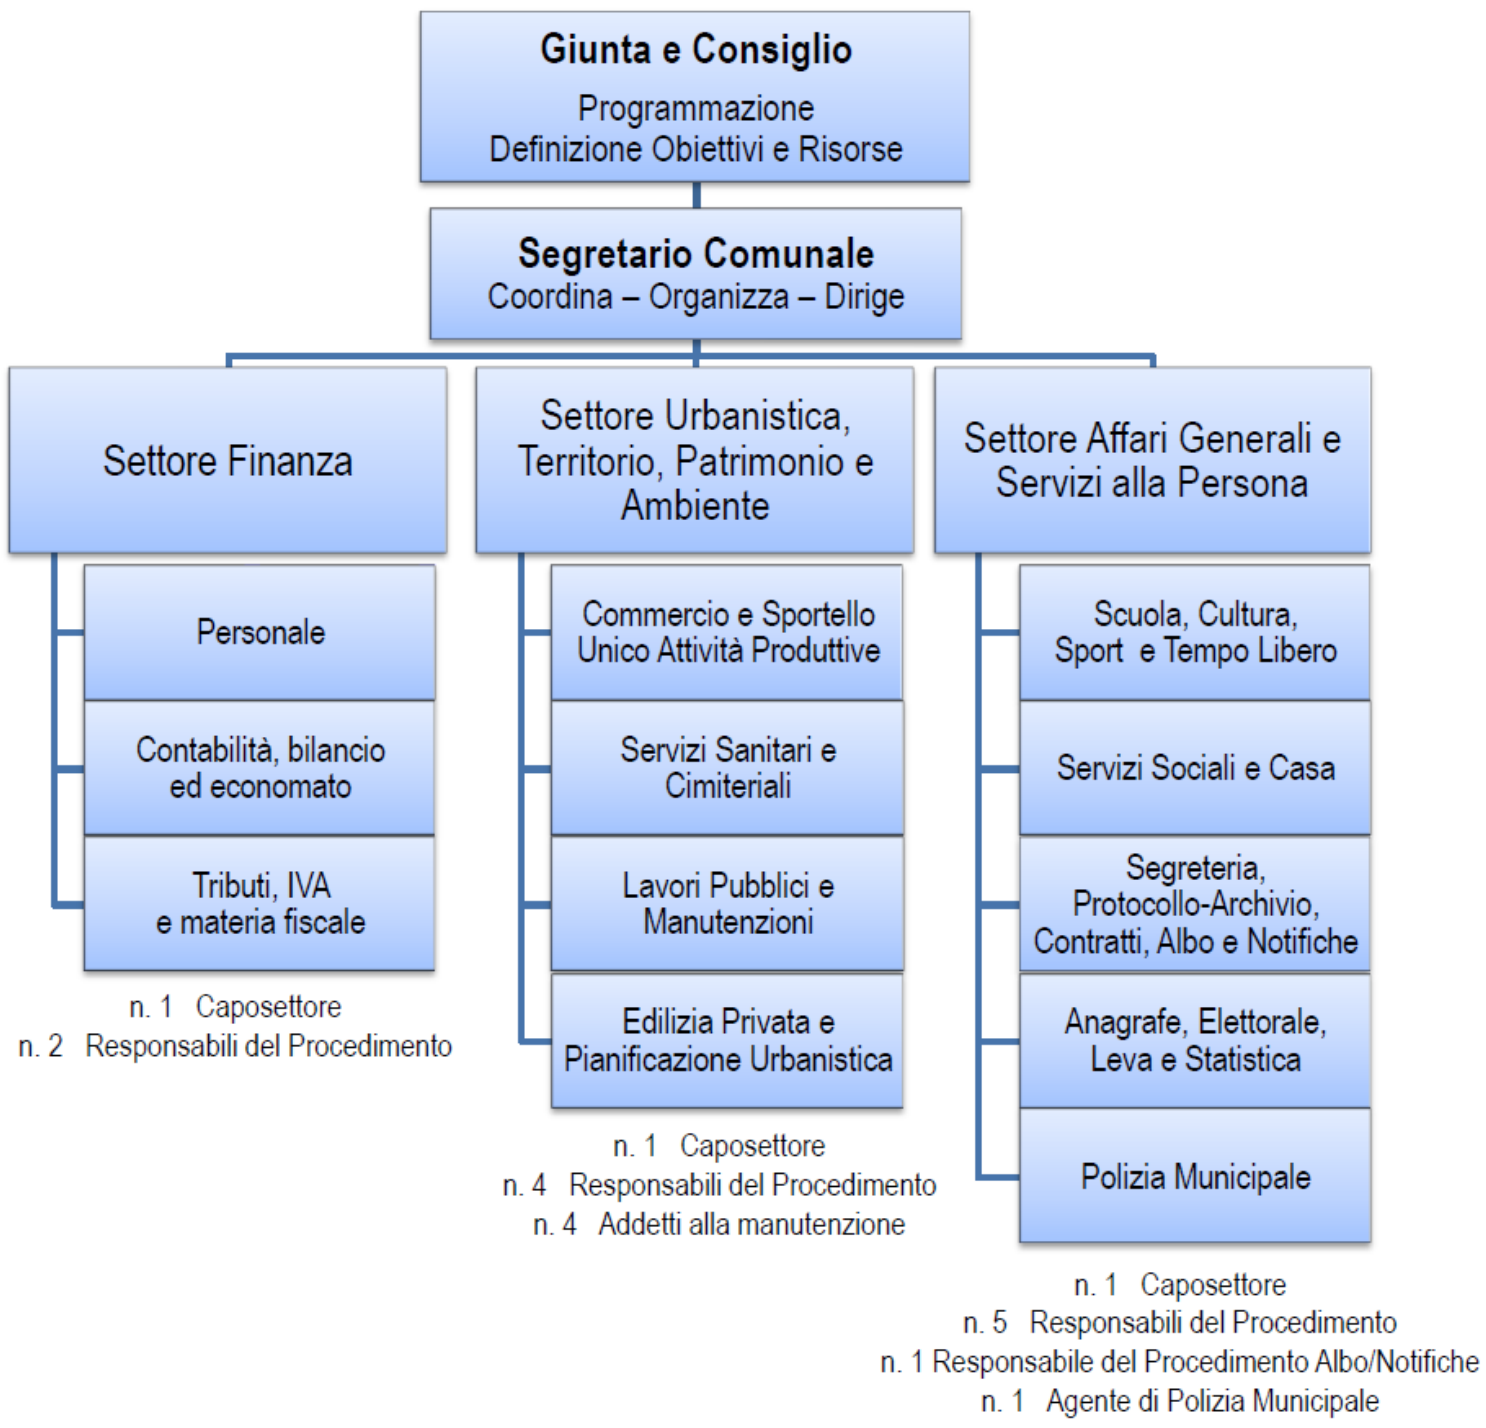 Giunta e Consiglio
Programmazione
Definizione Obiettivi e Risorse
Segretario Comunale
Coordina – Organizza – Dirige
Settore Finanza
Personale
Contabilità, bilancio
ed economato
Tributi, IVA
e materia fiscale
n. 1 Caposettore
n. 2 Responsabili del Procedimento
Settore Urbanistica,
Territorio, Patrimonio e
Ambiente
Commercio e Sportello
Unico Attività Produttive
Servizi Sanitari e
Cimiteriali
Lavori Pubblici e
Manutenzioni
Edilizia Privata e
Pianificazione Urbanistica
n. 1 Caposettore
n. 4 Responsabili del Procedimento
n. 4 Addetti alla manutenzione
Settore Affari Generali e
Servizi alla Persona
Scuola, Cultura,
Sport e Tempo Libero
Servizi Sociali e Casa
Segreteria,
Protocollo-Archivio,
Contratti, Albo e Notifiche
Anagrafe, Elettorale,
Leva e Statistica
Polizia Municipale
n. 1 Caposettore
n. 5 Responsabili del Procedimento
n. 1 Responsabile del Procedimento Albo/Notifiche
n. 1 Agente di Polizia Municipale